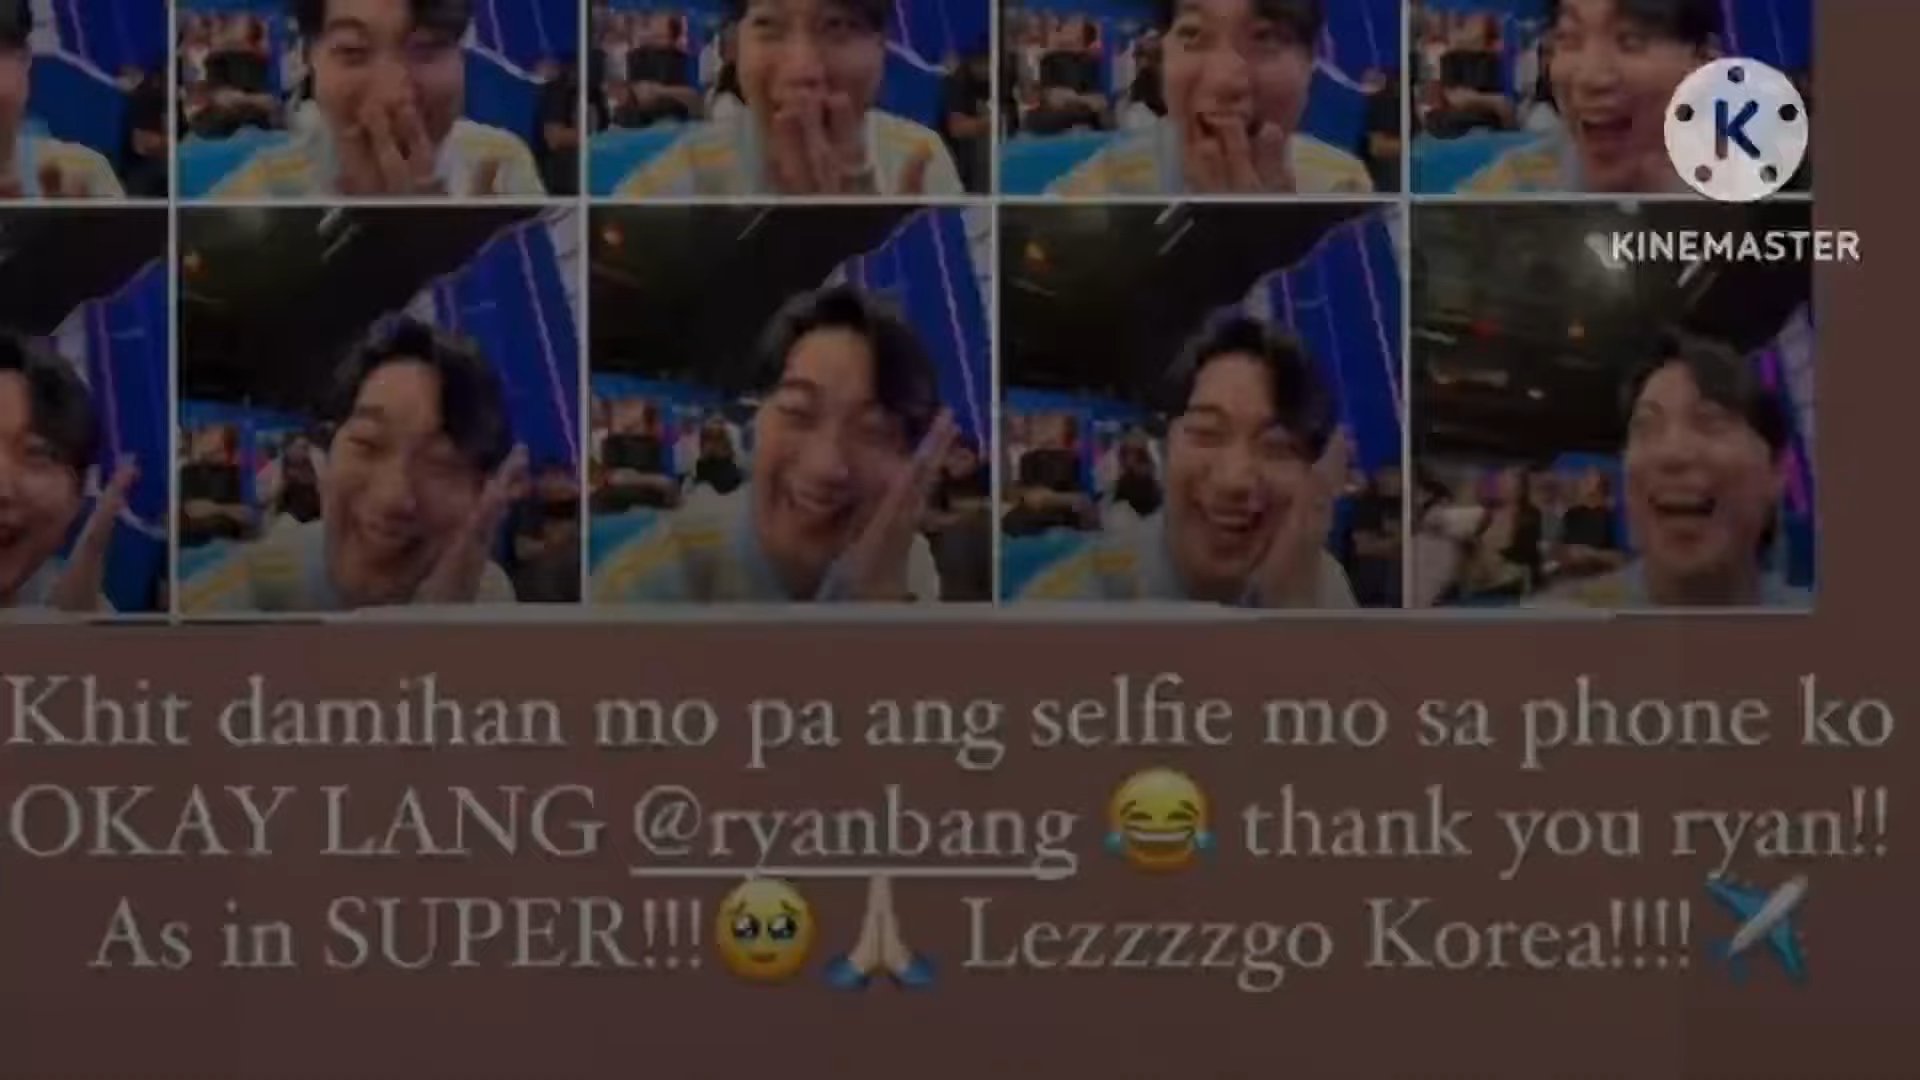 K
KINEMASTER
Khit damihan mo pa ang selfie mo sa phone ko
OKAY LANG @ryanbang 😂 thank you ryan!!
As in SUPER!!!🥹🙏🏻 Lezzzzgo Korea!!!!✈️